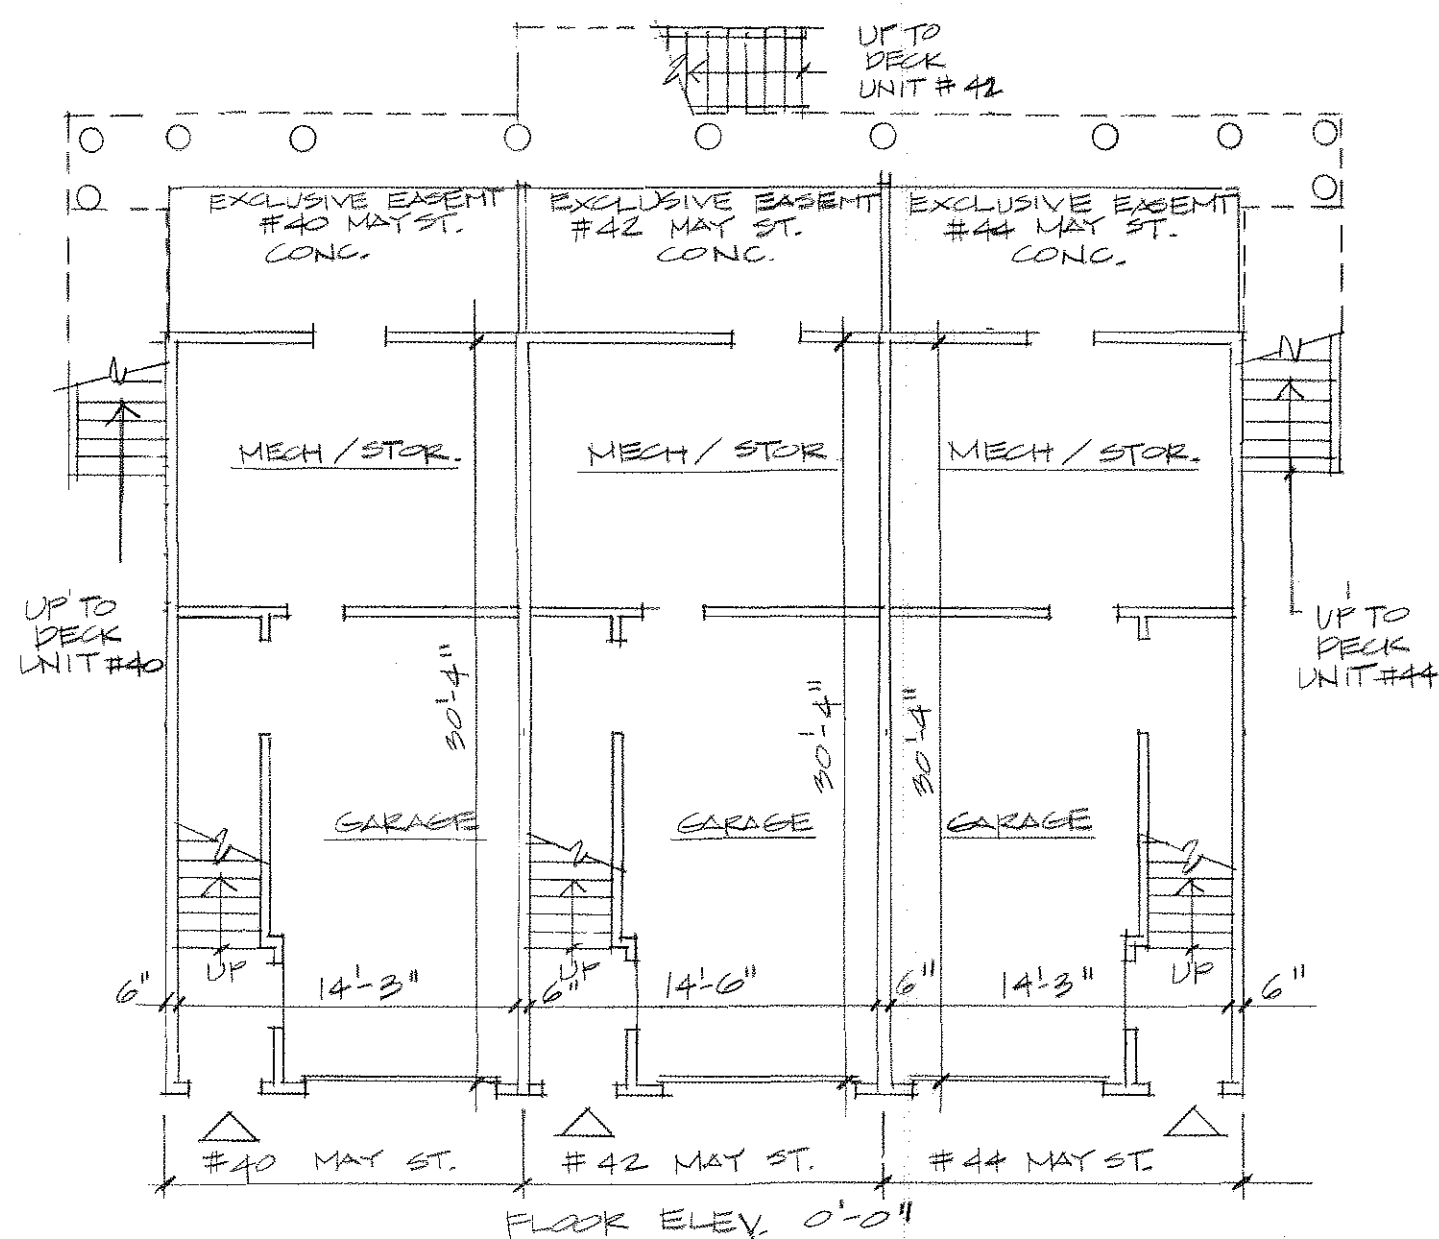 UP TO
DECK
UNIT # 42
EXCLUSIVE EASEMT
#40 MAY ST.
CONC.
EXCLUSIVE EASEMT
#42 MAY ST.
CONC.
EXCLUSIVE EASEMT
#44 MAY ST.
CONC.
MECH / STOR.
MECH / STOR
MECH / STOR.
UP TO
DECK
UNIT #40
UP TO
DECK
UNIT #44
30'-4"
30'-4"
30'-4"
GARAGE
GARAGE
GARAGE
UP
UP
UP
6"
14'-3"
6"
14'-6"
6"
14'-3"
6"
#40 MAY ST.
#42 MAY ST.
#44 MAY ST.
FLOOR ELEV. 0'-0"